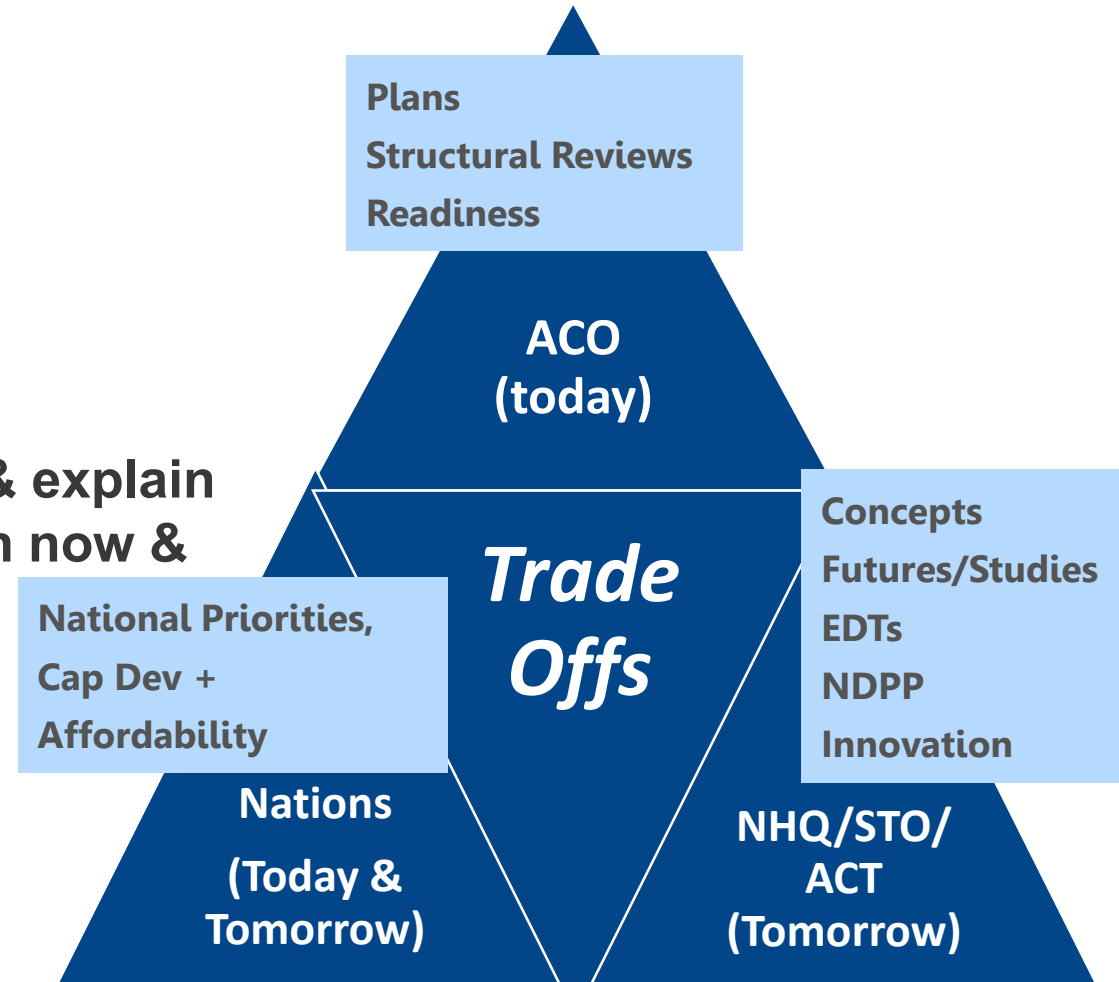 Plans
Structural Reviews
Readiness
ACO
(today)
& explain
now &
National Priorities,
Cap Dev +
Affordability
Trade
Offs
Concepts
Futures/Studies
EDTs
NDPP
Innovation
Nations
(Today &
Tomorrow)
NHQ/STO/
ACT
(Tomorrow)